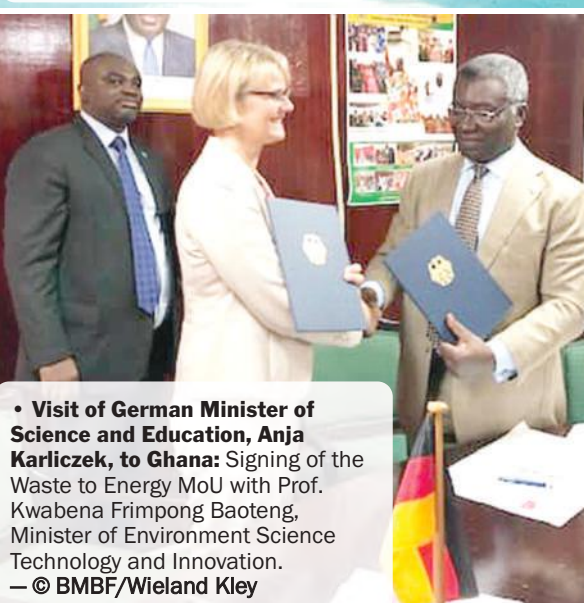 • Visit of German Minister of
Science and Education, Anja
Karliczek, to Ghana: Signing of the
Waste to Energy MoU with Prof.
Kwabena Frimpong Baoteng,
Minister of Environment Science
Technology and Innovation.
— © BMBF/Wieland Kley